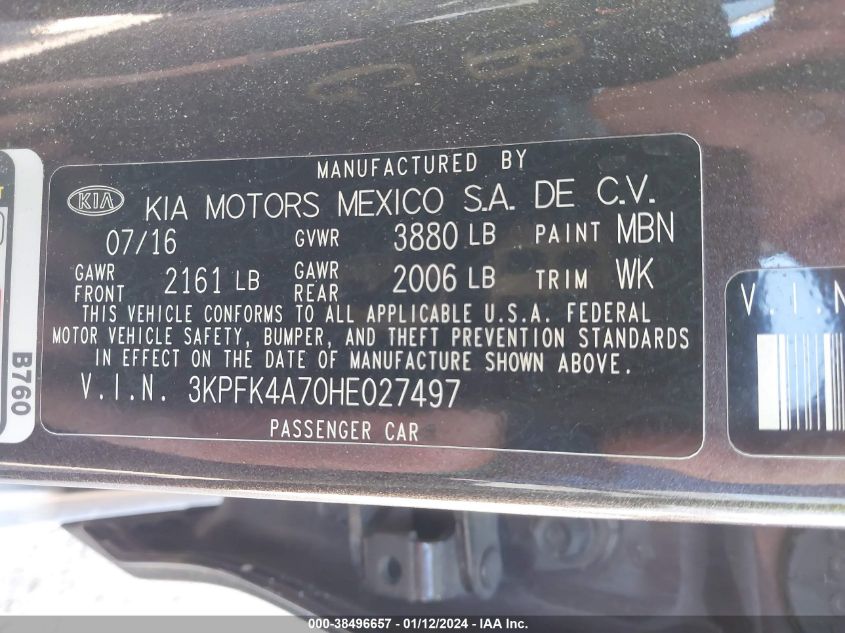 MANUFACTURED BY
KIA KIA MOTORS MEXICO S.A. DE C.V.
07/16 GVWR 3880 LB PAINT MBN
GAWR FRONT 2161 LB GAWR REAR 2006 LB TRIM WK
THIS VEHICLE CONFORMS TO ALL APPLICABLE U.S.A. FEDERAL
MOTOR VEHICLE SAFETY, BUMPER, AND THEFT PREVENTION STANDARDS
IN EFFECT ON THE DATE OF MANUFACTURE SHOWN ABOVE.
V.I.N. 3KPFK4A70HE027497
PASSENGER CAR
B760
V.I.N
000-38496657 - 01/12/2024 - IAA Inc.